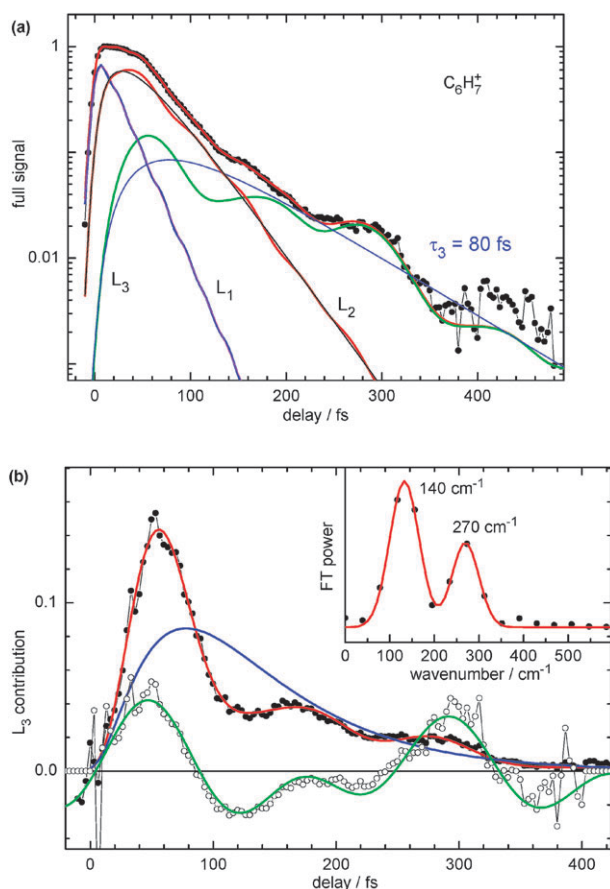 (a)
C₆H₇⁺
full signal
1
0.1
0.01
τ₃ = 80 fs
L₃
L₁
L₂
0 100 200 300 400
delay / fs
(b)
L₃ contribution
0.1
0.0
FT power
140 cm⁻¹
270 cm⁻¹
0 100 200 300 400 500
wavenumber / cm⁻¹
0 100 200 300 400
delay / fs